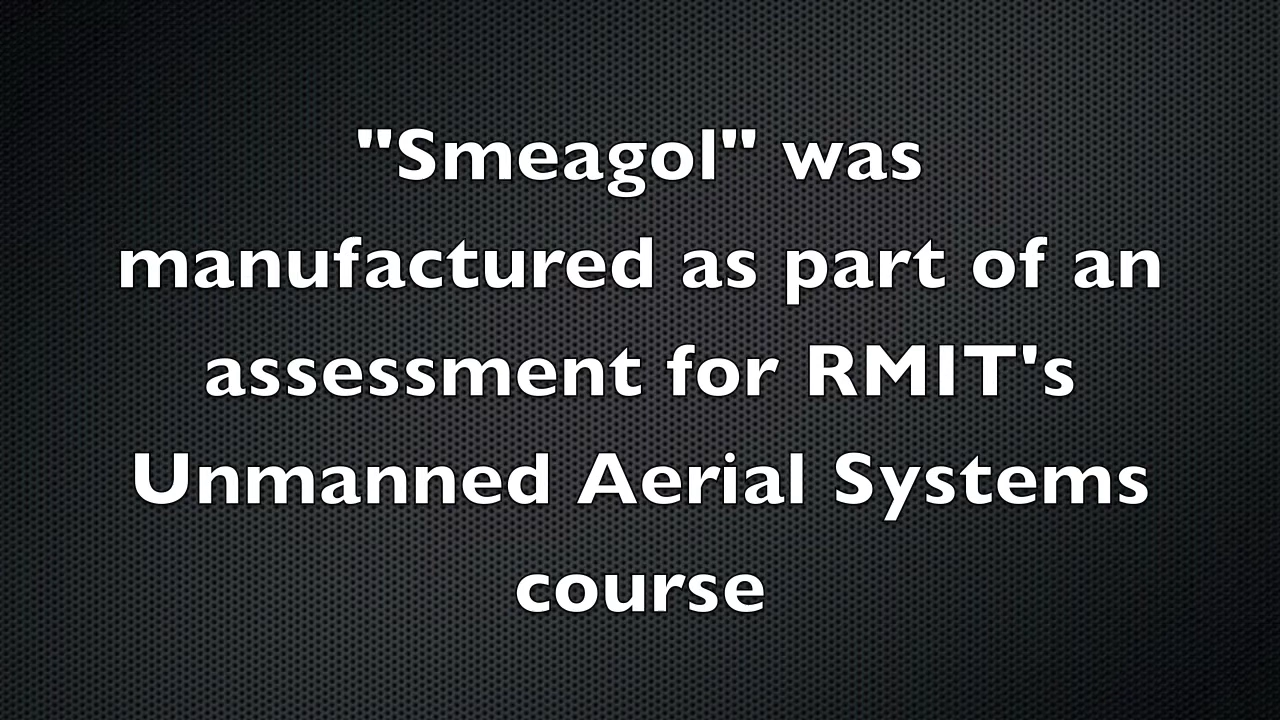 "Smeagol" was
manufactured as part of an
assessment for RMIT's
Unmanned Aerial Systems
course